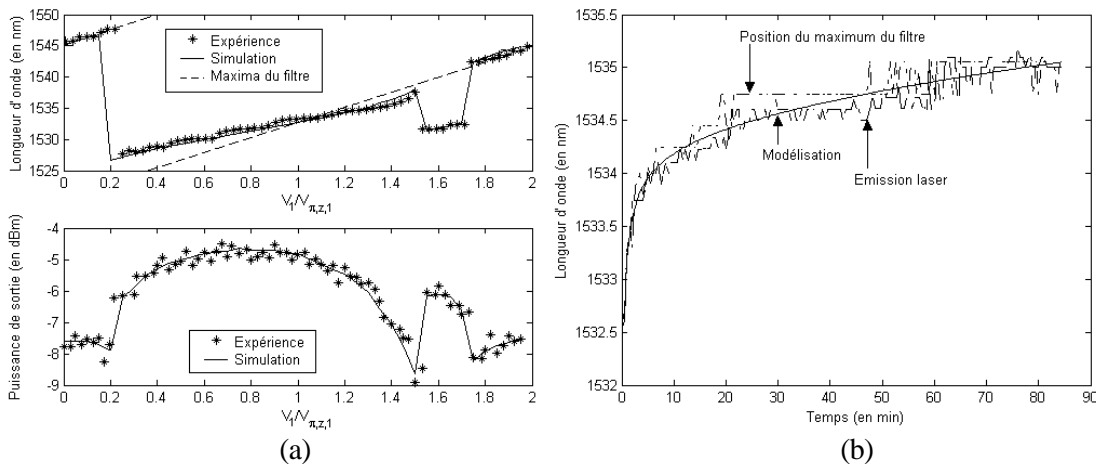 1550
1545
1540
1535
1530
1525
Longueur d'onde (en nm)
Expérience
Simulation
Maxima du filtre
0 0.2 0.4 0.6 0.8 1 1.2 1.4 1.6 1.8 2
V1/Vπ,z,1
-4
-5
-6
-7
-8
-9
Puissance de sortie (en dBm)
Expérience
Simulation
0 0.2 0.4 0.6 0.8 1 1.2 1.4 1.6 1.8 2
V1/Vπ,z,1
(a)
1535.5
1535
1534.5
1534
1533.5
1533
1532.5
1532
Longueur d'onde (en nm)
Position du maximum du filtre
Modélisation
Emission laser
0 10 20 30 40 50 60 70 80 90
Temps (en min)
(b)